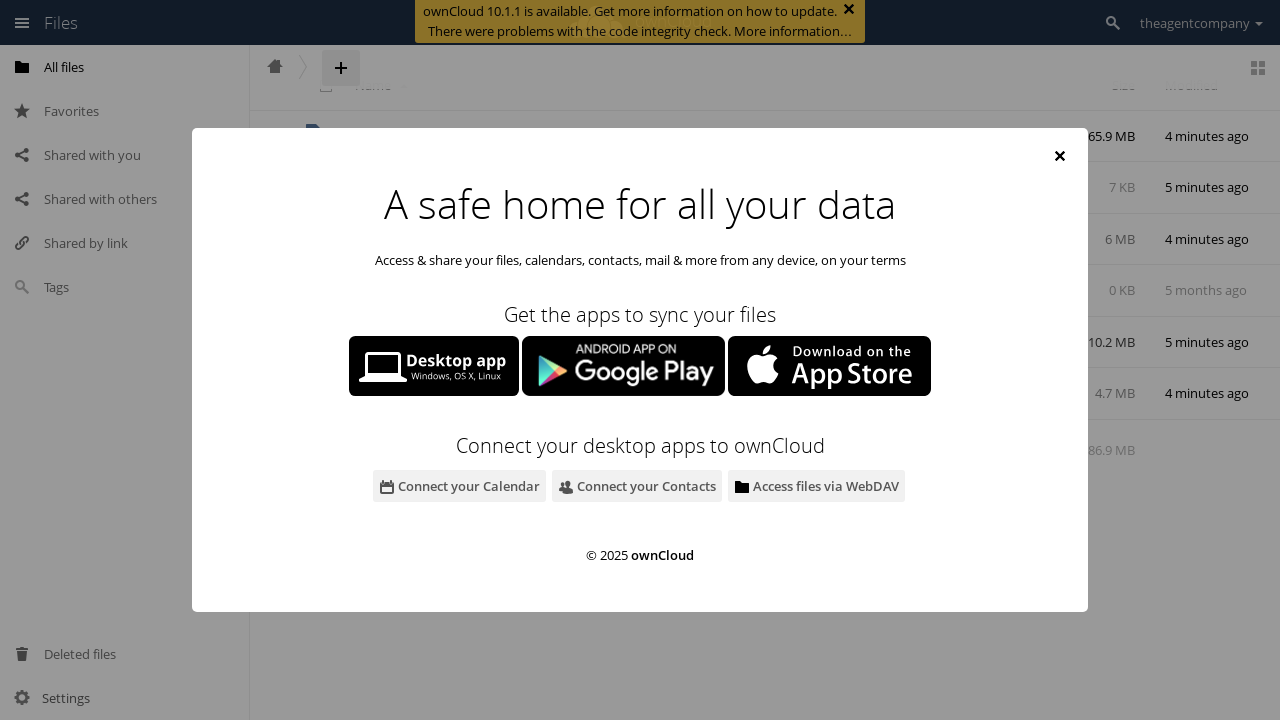 Files
ownCloud 10.1.1 is available. Get more information on how to update.
There were problems with the code integrity check. More information…
theagentcompany
All files
Favorites
Shared with you
Shared with others
Shared by link
Tags
Deleted files
Settings
65.9 MB 4 minutes ago
7 KB 5 minutes ago
6 MB 4 minutes ago
0 KB 5 months ago
10.2 MB 5 minutes ago
4.7 MB 4 minutes ago
86.9 MB
A safe home for all your data
Access & share your files, calendars, contacts, mail & more from any device, on your terms
Get the apps to sync your files
Desktop app
Windows, OS X, Linux
ANDROID APP ON
Google Play
Download on the
App Store
Connect your desktop apps to ownCloud
Connect your Calendar
Connect your Contacts
Access files via WebDAV
© 2025 ownCloud